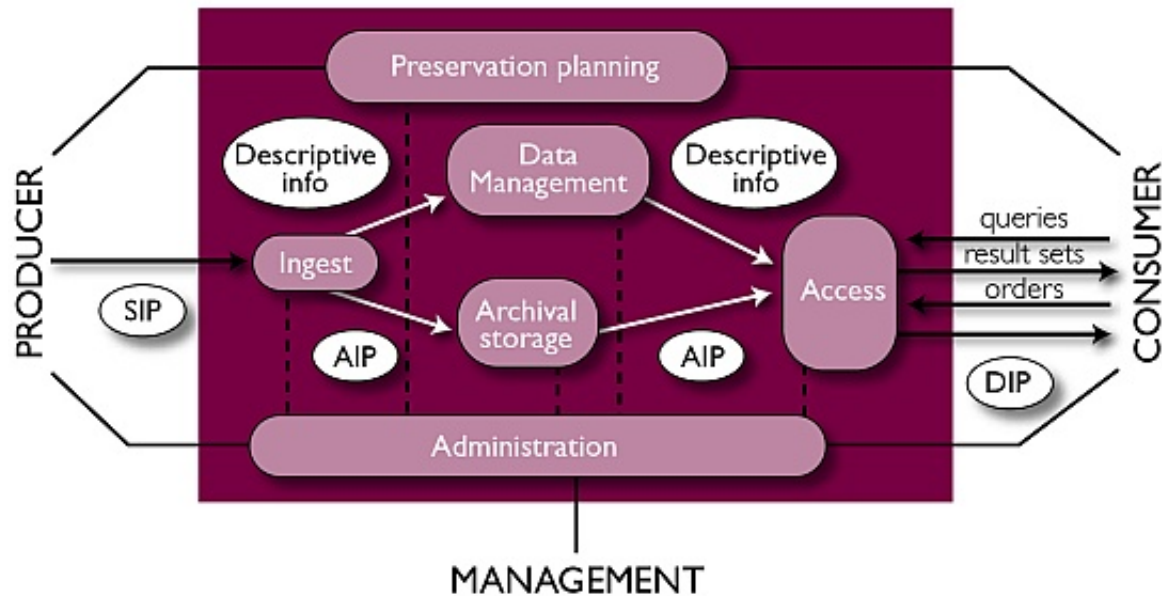 Preservation planning
Descriptive
info
Data
Management
Descriptive
info
PRODUCER
SIP
Ingest
AIP
Archival
storage
AIP
Access
queries
result sets
orders
DIP
CONSUMER
Administration
MANAGEMENT